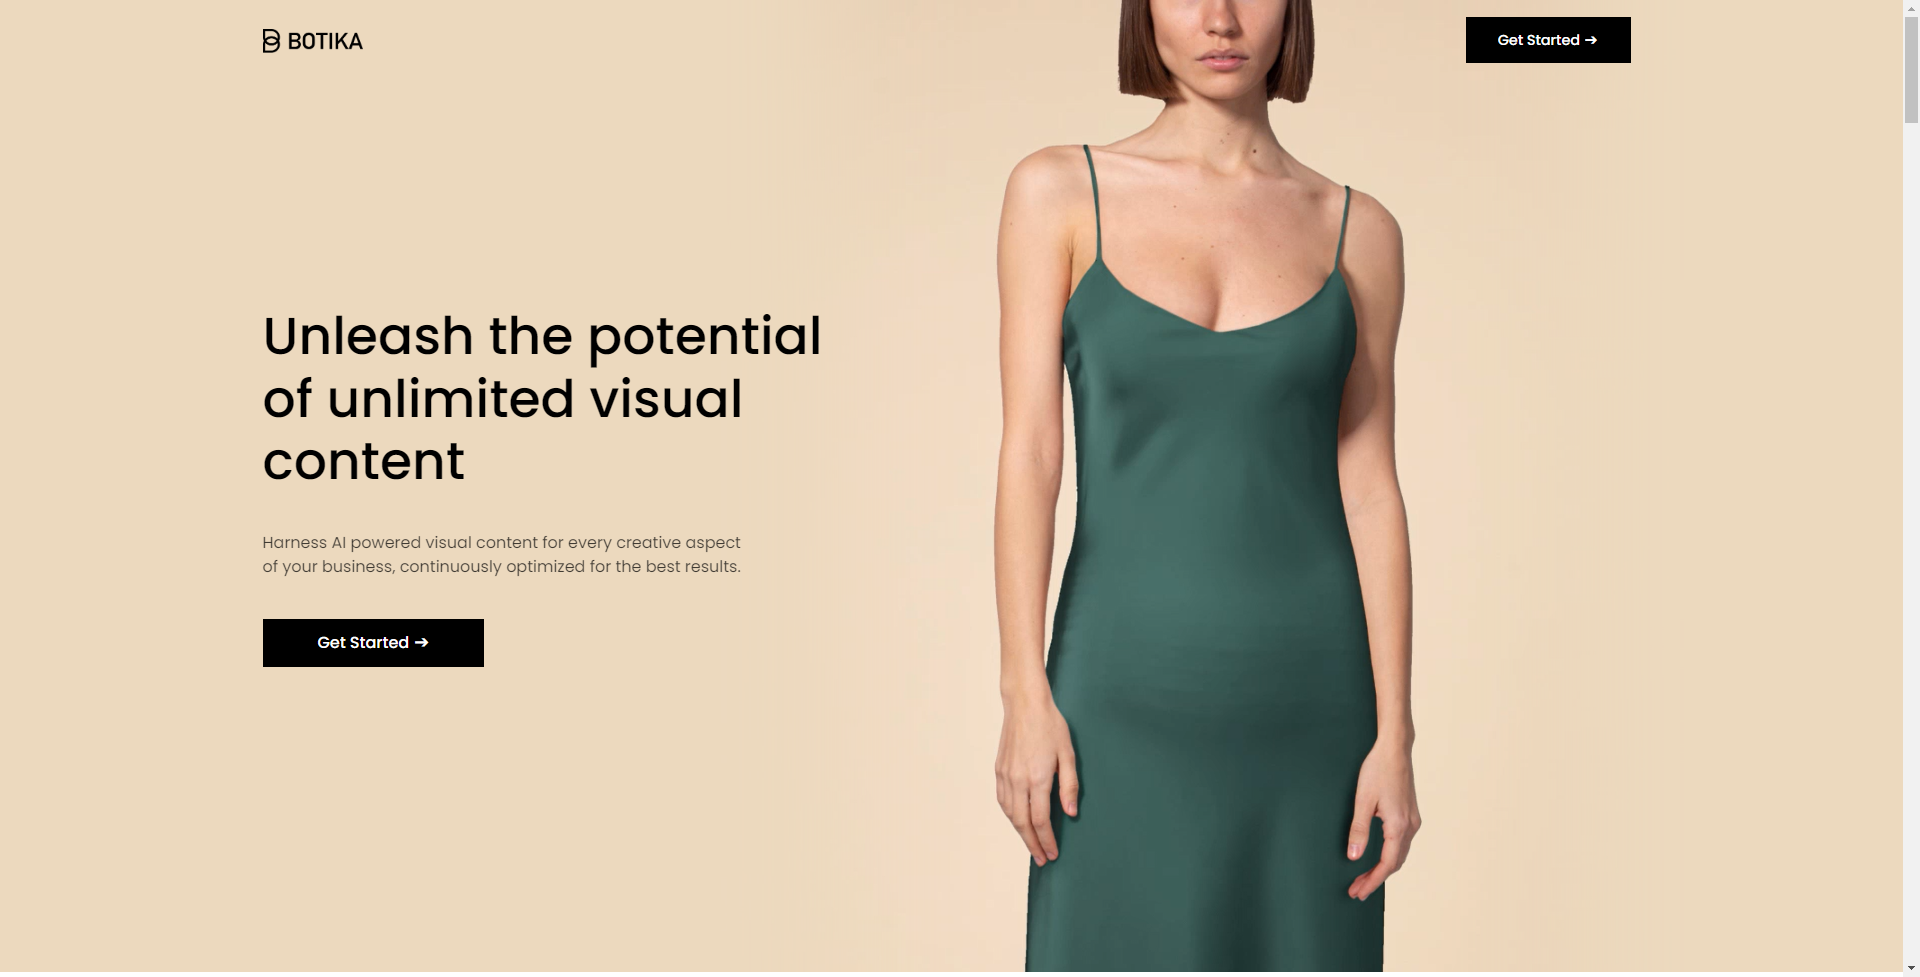 BOTIKA
Get Started →
Unleash the potential
of unlimited visual
content
Harness AI powered visual content for every creative aspect
of your business, continuously optimized for the best results.
Get Started →